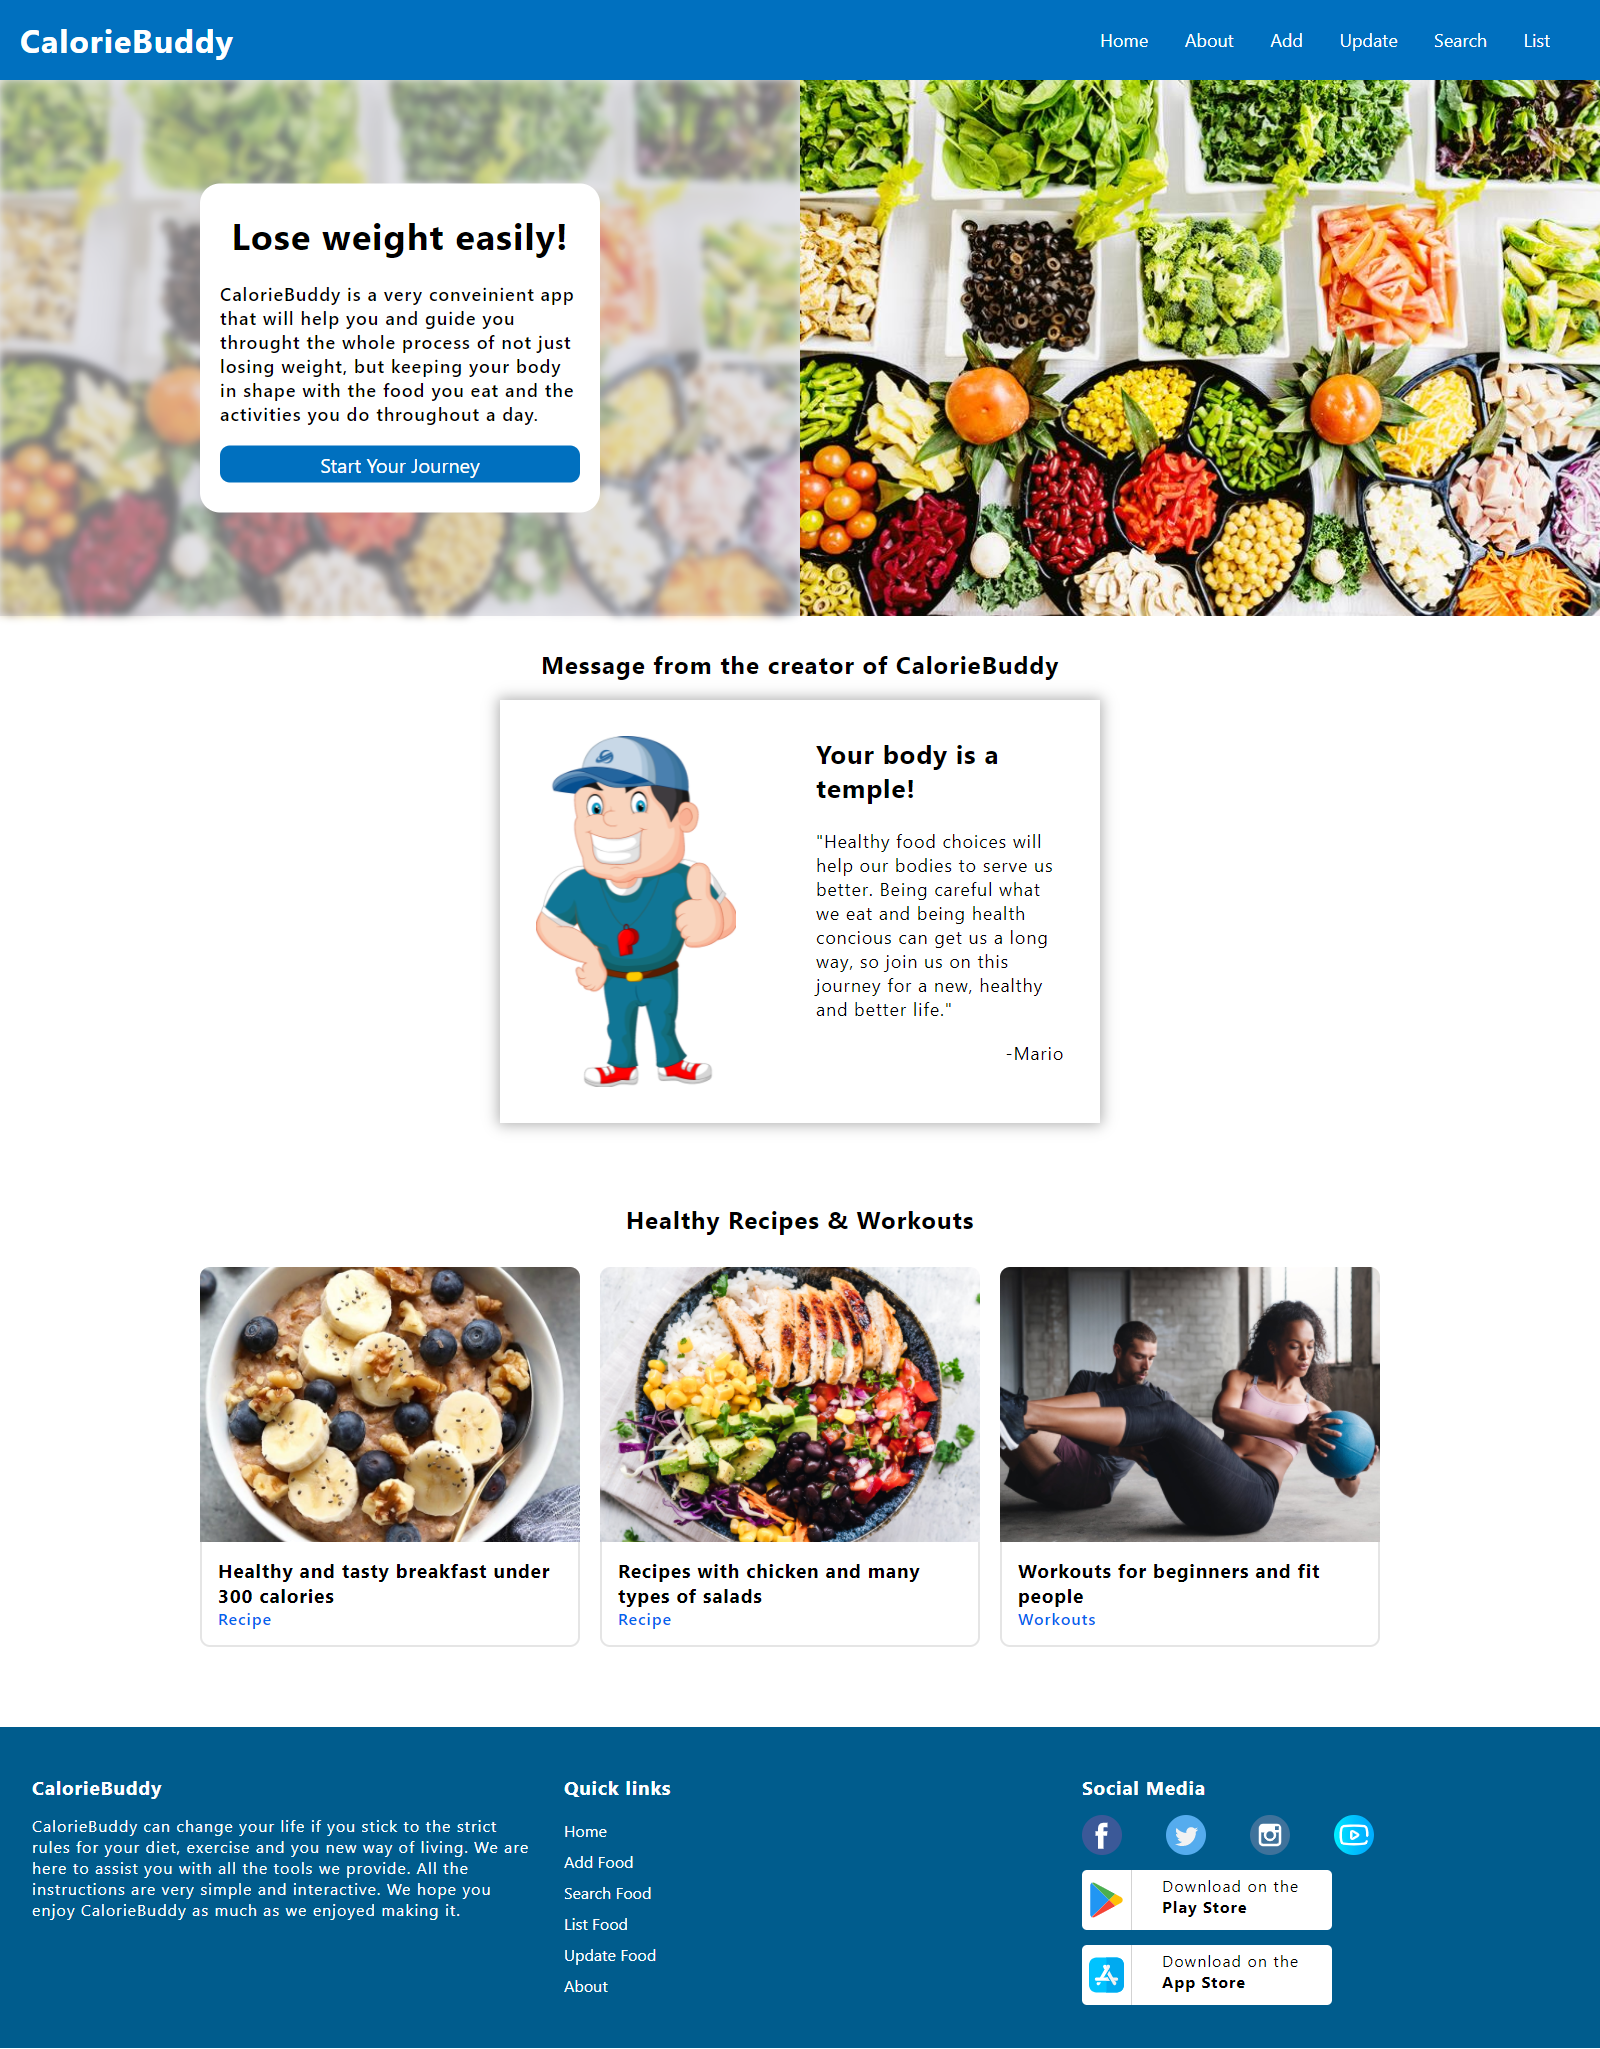 CalorieBuddy
Home About Add Update Search List
Lose weight easily!
CalorieBuddy is a very conveinient app
that will help you and guide you
throught the whole process of not just
losing weight, but keeping your body
in shape with the food you eat and the
activities you do throughout a day.
Start Your Journey
Message from the creator of CalorieBuddy
Your body is a
temple!
"Healthy food choices will
help our bodies to serve us
better. Being careful what
we eat and being health
concious can get us a long
way, so join us on this
journey for a new, healthy
and better life."
-Mario
Healthy Recipes & Workouts
Healthy and tasty breakfast under
300 calories
Recipe
Recipes with chicken and many
types of salads
Recipe
Workouts for beginners and fit
people
Workouts
CalorieBuddy
CalorieBuddy can change your life if you stick to the strict
rules for your diet, exercise and you new way of living. We are
here to assist you with all the tools we provide. All the
instructions are very simple and interactive. We hope you
enjoy CalorieBuddy as much as we enjoyed making it.
Quick links
Home
Add Food
Search Food
List Food
Update Food
About
Social Media
Download on the
Play Store
Download on the
App Store